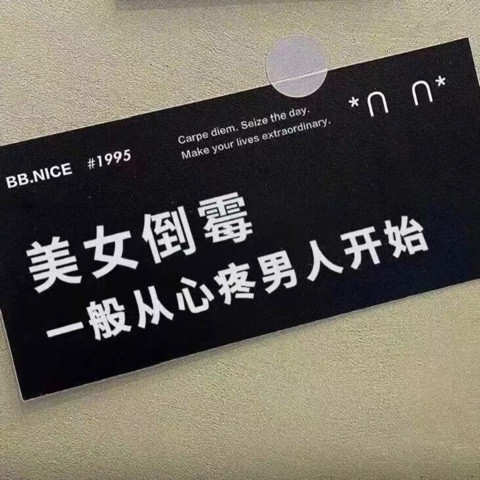 Carpe diem. Seize the day.
Make your lives extraordinary.
*∩ ∩*
BB.NICE #1995
美女倒霉
一般从心疼男人开始